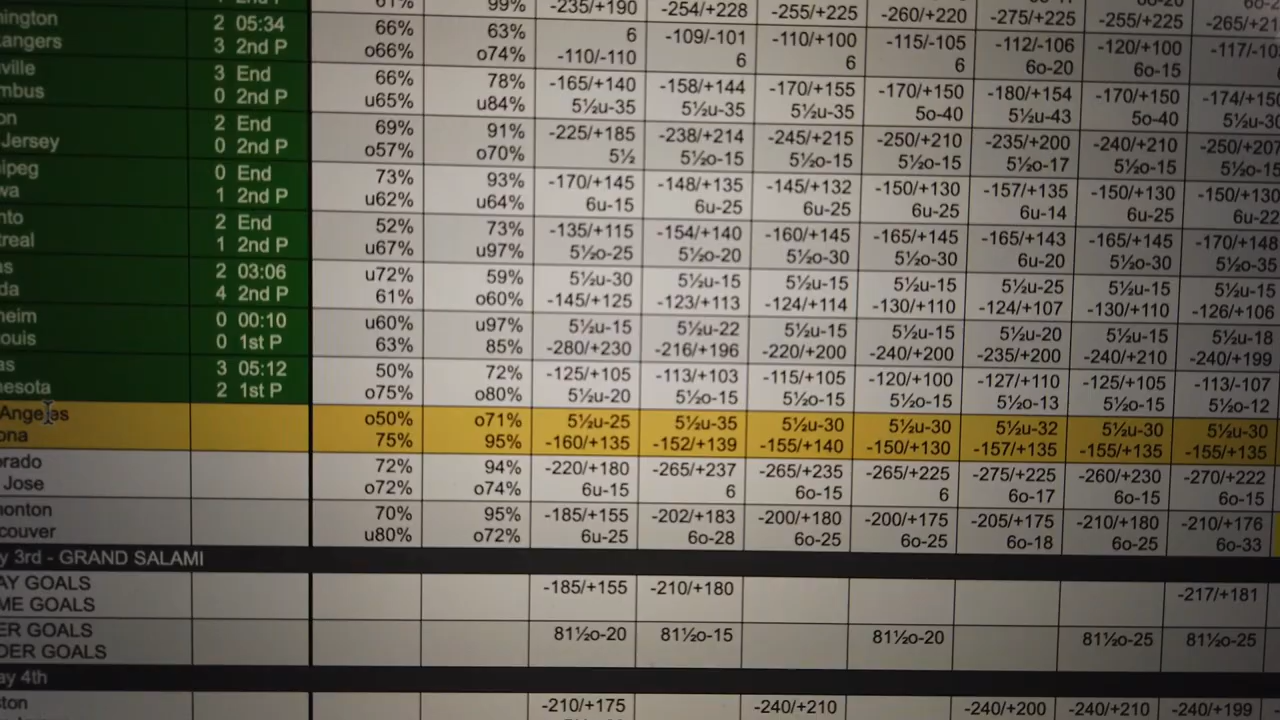 61% 99% -235/+190 -254/+228 -255/+225 -260/+220 -275/+225 -255/+225
ington 2 05:34 66% 63% 6 -109/-101 -110/+100 -115/-105 -112/-106 -120/+100
angers 3 2nd P o66% o74% -110/-110 6 6 6 6o-20 6o-15
ville 3 End 66% 78% -165/+140 -158/+144 -170/+155 -170/+150 -180/+154 -170/+150 -174/+150
mbus 0 2nd P u65% u84% 5½u-35 5½u-35 5½u-35 5o-40 5½u-43 5o-40 5½u-30
on 2 End 69% 91% -225/+185 -238/+214 -245/+215 -250/+210 -235/+200 -240/+210 -250/+207
Jersey 0 2nd P o57% o70% 5½ 5½o-15 5½o-15 5½o-15 5½o-17 5½o-15 5½o-15
ipeg 0 End 73% 93% -170/+145 -148/+135 -145/+132 -150/+130 -157/+135 -150/+130 -150/+130
wa 1 2nd P u62% u64% 6u-15 6u-25 6u-25 6u-25 6u-14 6u-25 6u-22
nto 2 End 52% 73% -135/+115 -154/+140 -160/+145 -165/+145 -165/+143 -165/+145 -170/+148
treal 1 2nd P u67% u97% 5½o-25 5½o-20 5½o-30 5½o-30 6u-20 5½o-30 5½o-35
as 2 03:06 u72% 59% 5½u-30 5½u-15 5½u-15 5½u-15 5½u-25 5½u-15 5½u-15
da 4 2nd P 61% o60% -145/+125 -123/+113 -124/+114 -130/+110 -124/+107 -130/+110 -126/+106
heim 0 00:10 u60% u97% 5½u-15 5½u-22 5½u-15 5½u-15 5½u-20 5½u-15 5½u-18
ouis 0 1st P 63% 85% -280/+230 -216/+196 -220/+200 -240/+200 -235/+200 -240/+210 -240/+199
as 3 05:12 50% 72% -125/+105 -113/+103 -115/+105 -120/+100 -127/+110 -125/+105 -113/-107
nesota 2 1st P o75% o80% 5½u-20 5½o-15 5½o-15 5½o-15 5½o-13 5½o-15 5½o-12
Angeles o50% o71% 5½u-25 5½u-35 5½u-30 5½u-30 5½u-32 5½u-30 5½u-30
ona 75% 95% -160/+135 -152/+139 -155/+140 -150/+130 -157/+135 -155/+135 -155/+135
orado 72% 94% -220/+180 -265/+237 -265/+235 -265/+225 -275/+225 -260/+230 -270/+222
Jose o72% o74% 6u-15 6 6o-15 6 6o-17 6o-15 6o-15
monton 70% 95% -185/+155 -202/+183 -200/+180 -200/+175 -205/+175 -210/+180 -210/+176
couver u80% o72% 6u-25 6o-28 6o-25 6o-25 6o-18 6o-25 6o-33
y 3rd - GRAND SALAMI
AY GOALS -185/+155 -210/+180 -217/+181
ME GOALS
ER GOALS 81½o-20 81½o-15 81½o-20 81½o-25 81½o-25
DER GOALS
ay 4th
ston -210/+175 -240/+210 -240/+200 -240/+210 -240/+199